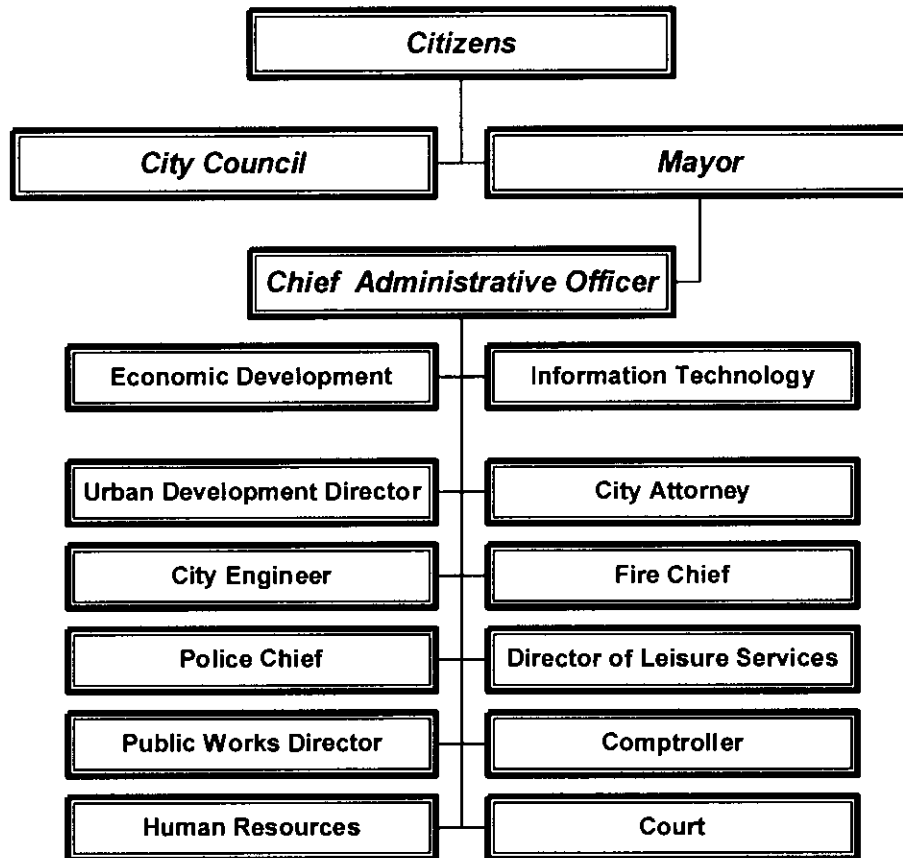 Citizens
City Council
Mayor
Chief Administrative Officer
Economic Development
Information Technology
Urban Development Director
City Attorney
City Engineer
Fire Chief
Police Chief
Director of Leisure Services
Public Works Director
Comptroller
Human Resources
Court